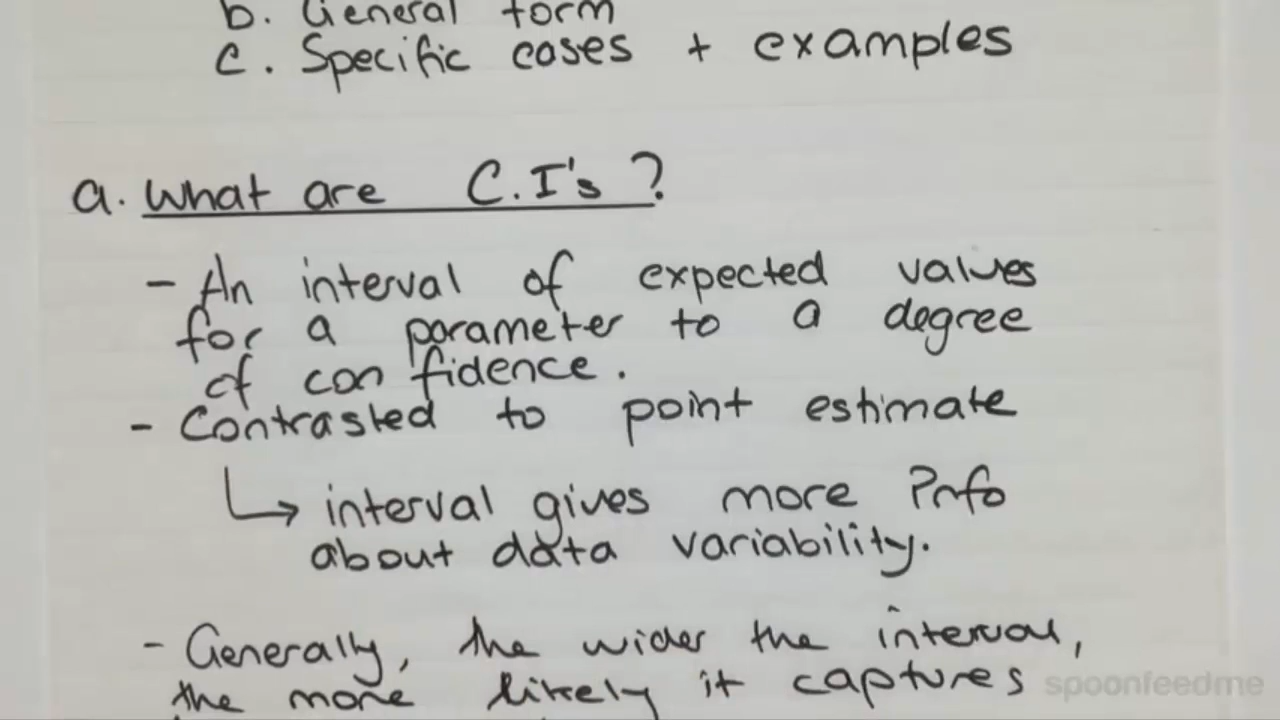 b. General form
c. Specific cases + examples
a. What are C.I's?
- An interval of expected values
for a parameter to a degree
of confidence.
- Contrasted to point estimate
↳ interval gives more info
about data variability.
- Generally, the wider the interval,
the more likely it captures
spoonfeedme